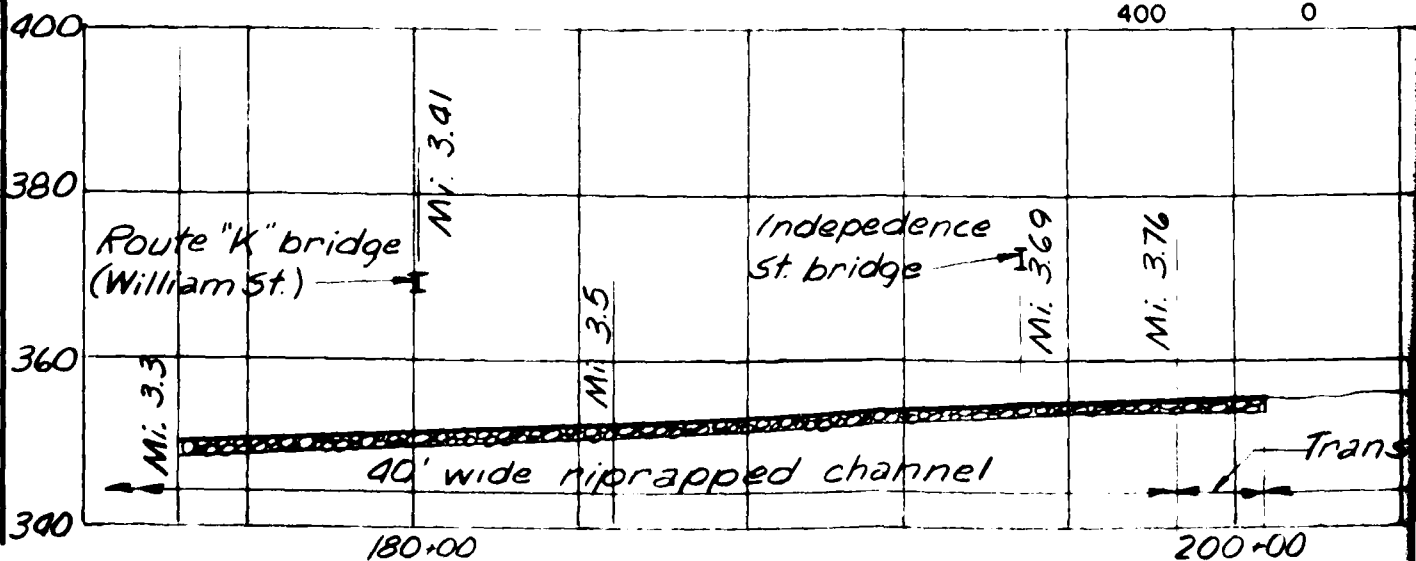 400 0
400
Mi. 3.41
380
Route "K" bridge
(William St.)
Indepedence
St. bridge
Mi. 3.69
Mi. 3.76
Mi. 3.5
360
Mi. 3.3
Trans
40' wide riprapped channel
340
180+00
200+00